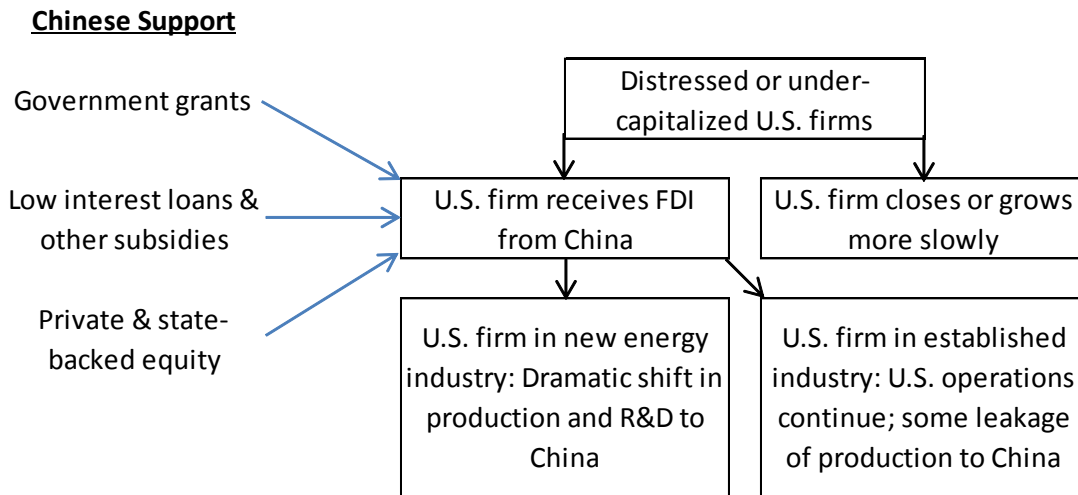 Chinese Support
Government grants
Low interest loans &
other subsidies
Private & state-
backed equity
Distressed or under-
capitalized U.S. firms
U.S. firm receives FDI
from China
U.S. firm closes or grows
more slowly
U.S. firm in new energy
industry: Dramatic shift in
production and R&D to
China
U.S. firm in established
industry: U.S. operations
continue; some leakage
of production to China